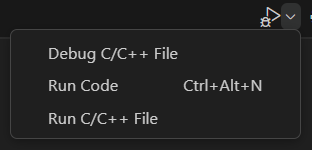 Debug C/C++ File
Run Code Ctrl+Alt+N
Run C/C++ File